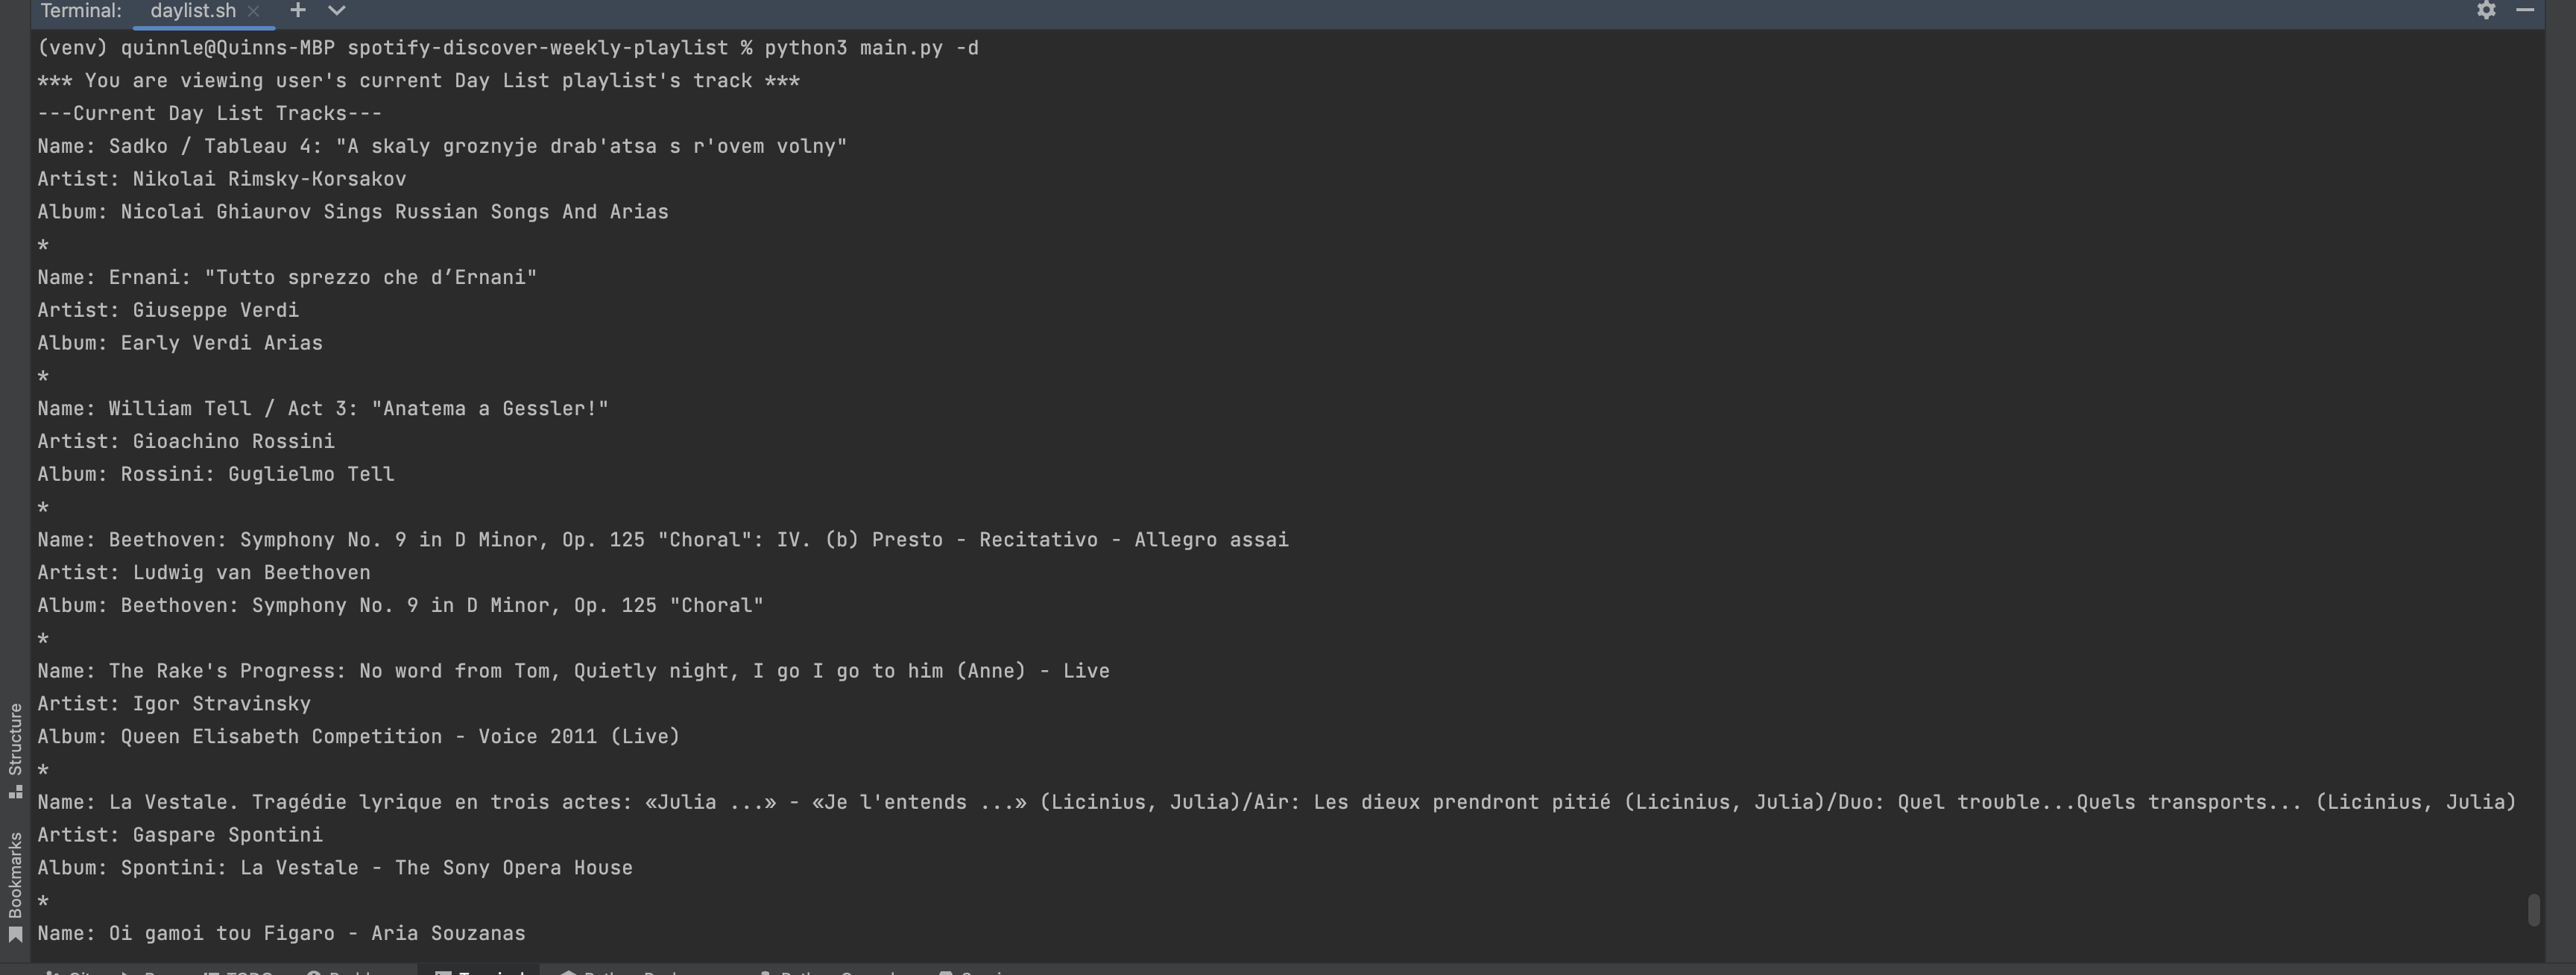 Terminal: daylist.sh
(venv) quinnle@Quinns-MBP spotify-discover-weekly-playlist % python3 main.py -d
*** You are viewing user's current Day List playlist's track ***
---Current Day List Tracks---
Name: Sadko / Tableau 4: "A skaly groznyje drab'atsa s r'ovem volny"
Artist: Nikolai Rimsky-Korsakov
Album: Nicolai Ghiaurov Sings Russian Songs And Arias
*
Name: Ernani: "Tutto sprezzo che d’Ernani"
Artist: Giuseppe Verdi
Album: Early Verdi Arias
*
Name: William Tell / Act 3: "Anatema a Gessler!"
Artist: Gioachino Rossini
Album: Rossini: Guglielmo Tell
*
Name: Beethoven: Symphony No. 9 in D Minor, Op. 125 "Choral": IV. (b) Presto - Recitativo - Allegro assai
Artist: Ludwig van Beethoven
Album: Beethoven: Symphony No. 9 in D Minor, Op. 125 "Choral"
*
Name: The Rake's Progress: No word from Tom, Quietly night, I go I go to him (Anne) - Live
Artist: Igor Stravinsky
Album: Queen Elisabeth Competition - Voice 2011 (Live)
*
Name: La Vestale. Tragédie lyrique en trois actes: «Julia ...» - «Je l'entends ...» (Licinius, Julia)/Air: Les dieux prendront pitié (Licinius, Julia)/Duo: Quel trouble...Quels transports... (Licinius, Julia)
Artist: Gaspare Spontini
Album: Spontini: La Vestale - The Sony Opera House
*
Name: Oi gamoi tou Figaro - Aria Souzanas
Structure
Bookmarks
Terminal